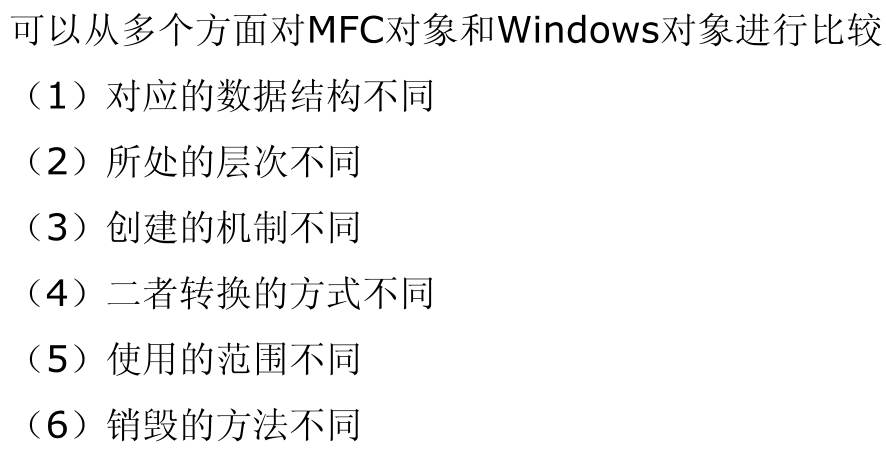 可以从多个方面对MFC对象和Windows对象进行比较
（1）对应的数据结构不同
（2）所处的层次不同
（3）创建的机制不同
（4）二者转换的方式不同
（5）使用的范围不同
（6）销毁的方法不同